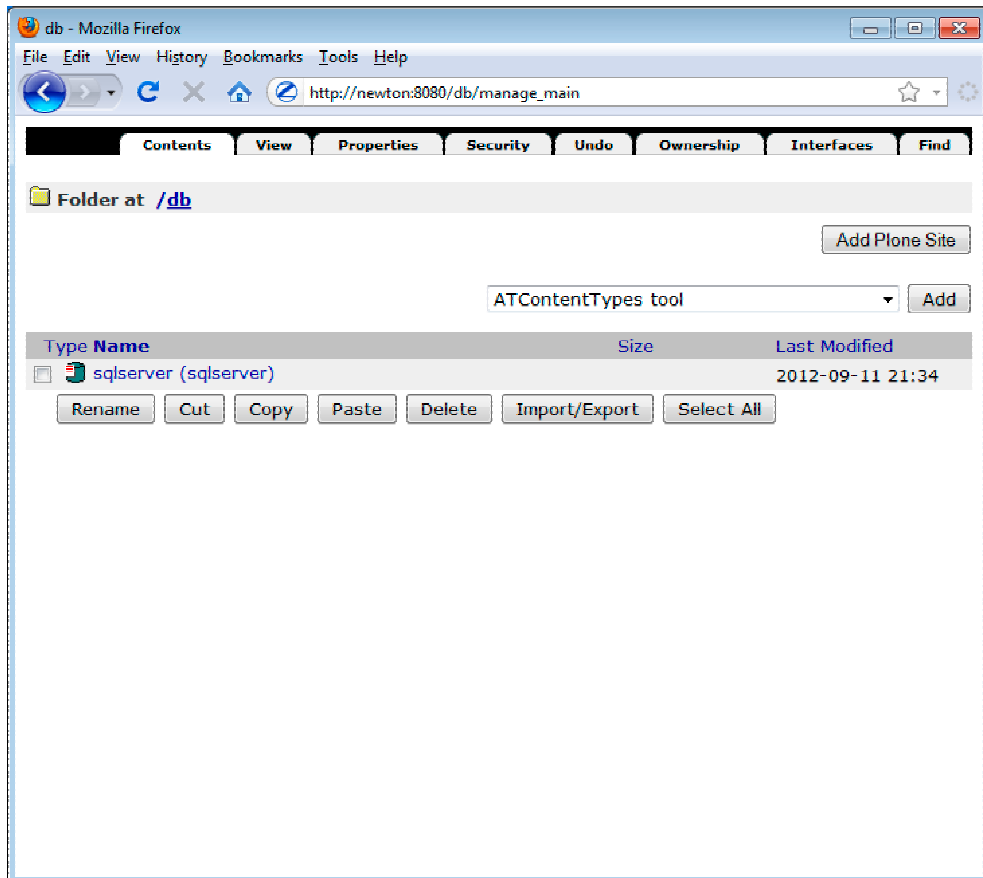 db - Mozilla Firefox
File Edit View History Bookmarks Tools Help
http://newton:8080/db/manage_main
Contents View Properties Security Undo Ownership Interfaces Find
Folder at /db
Add Plone Site
ATContentTypes tool Add
Type Name Size Last Modified
sqlserver (sqlserver) 2012-09-11 21:34
Rename Cut Copy Paste Delete Import/Export Select All